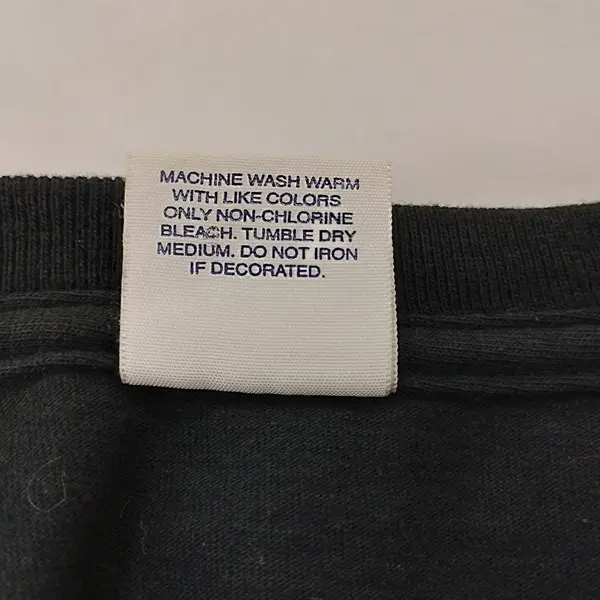 MACHINE WASH WARM
WITH LIKE COLORS
ONLY NON-CHLORINE
BLEACH. TUMBLE DRY
MEDIUM. DO NOT IRON
IF DECORATED.